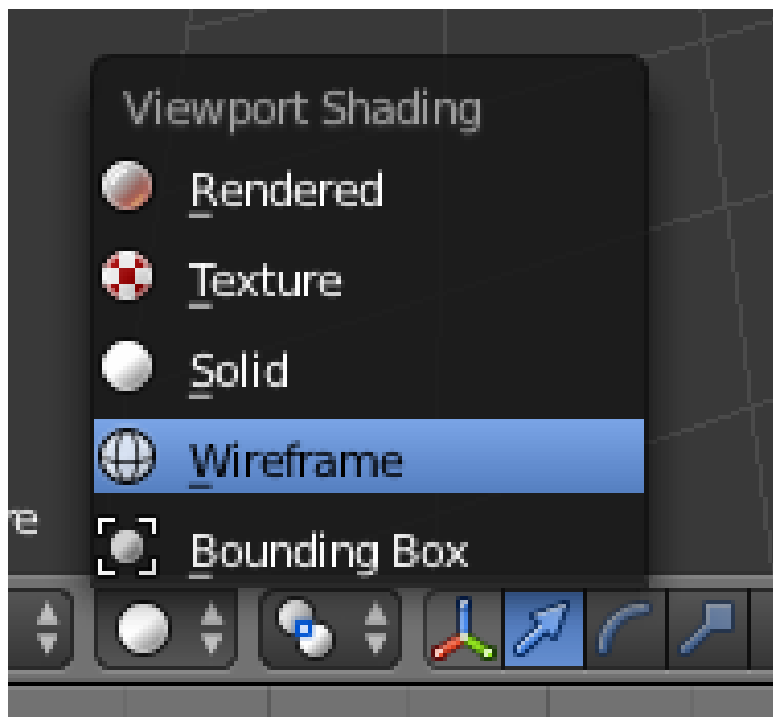 Viewport Shading
Rendered
Texture
Solid
Wireframe
Bounding Box